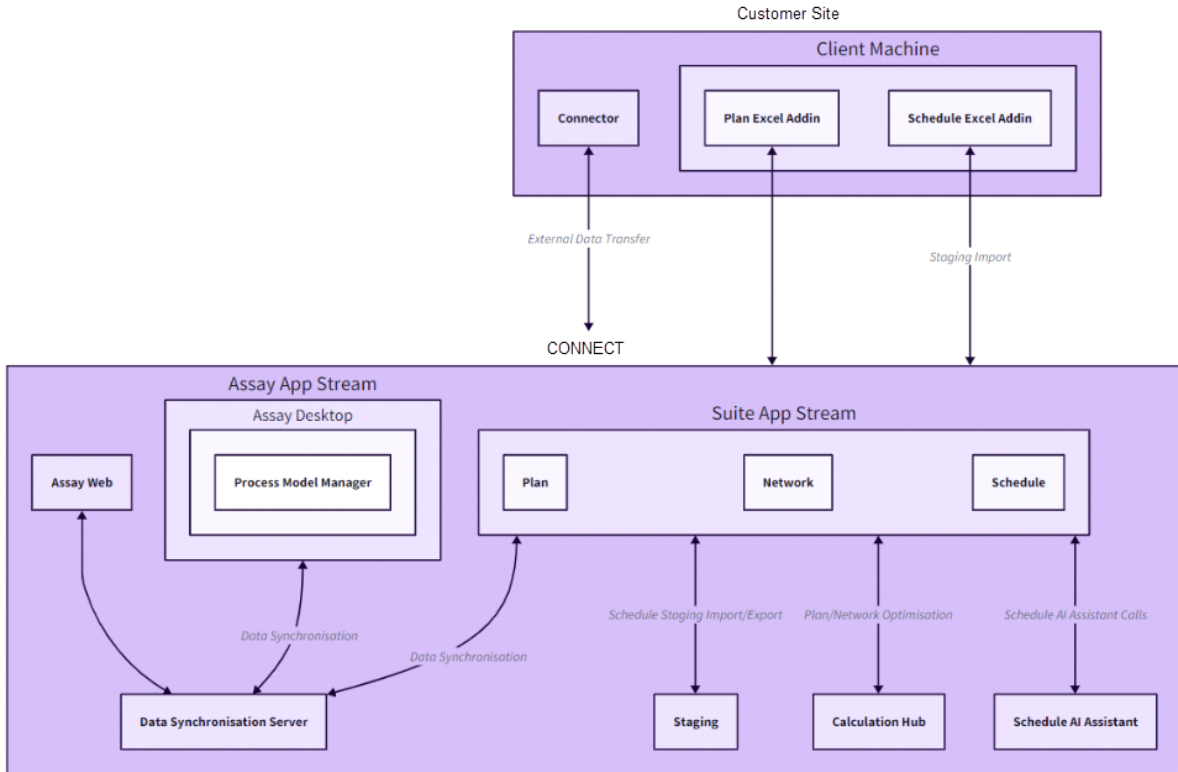 Customer Site
Client Machine
Connector
Plan Excel Addin
Schedule Excel Addin
External Data Transfer
Staging Import
CONNECT
Assay App Stream
Suite App Stream
Assay Desktop
Assay Web
Process Model Manager
Plan
Network
Schedule
Schedule Staging Import/Export
Plan/Network Optimisation
Schedule AI Assistant Calls
Data Synchronisation
Data Synchronisation
Data Synchronisation Server
Staging
Calculation Hub
Schedule AI Assistant